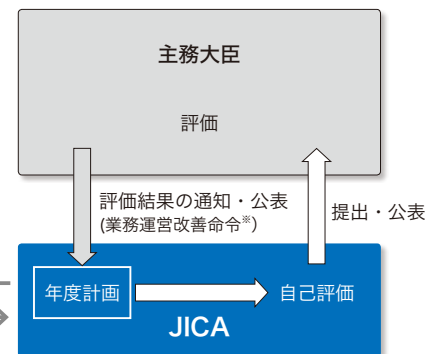 主務大臣
評価
評価結果の通知・公表
(業務運営改善命令※)
提出・公表
年度計画
自己評価
JICA